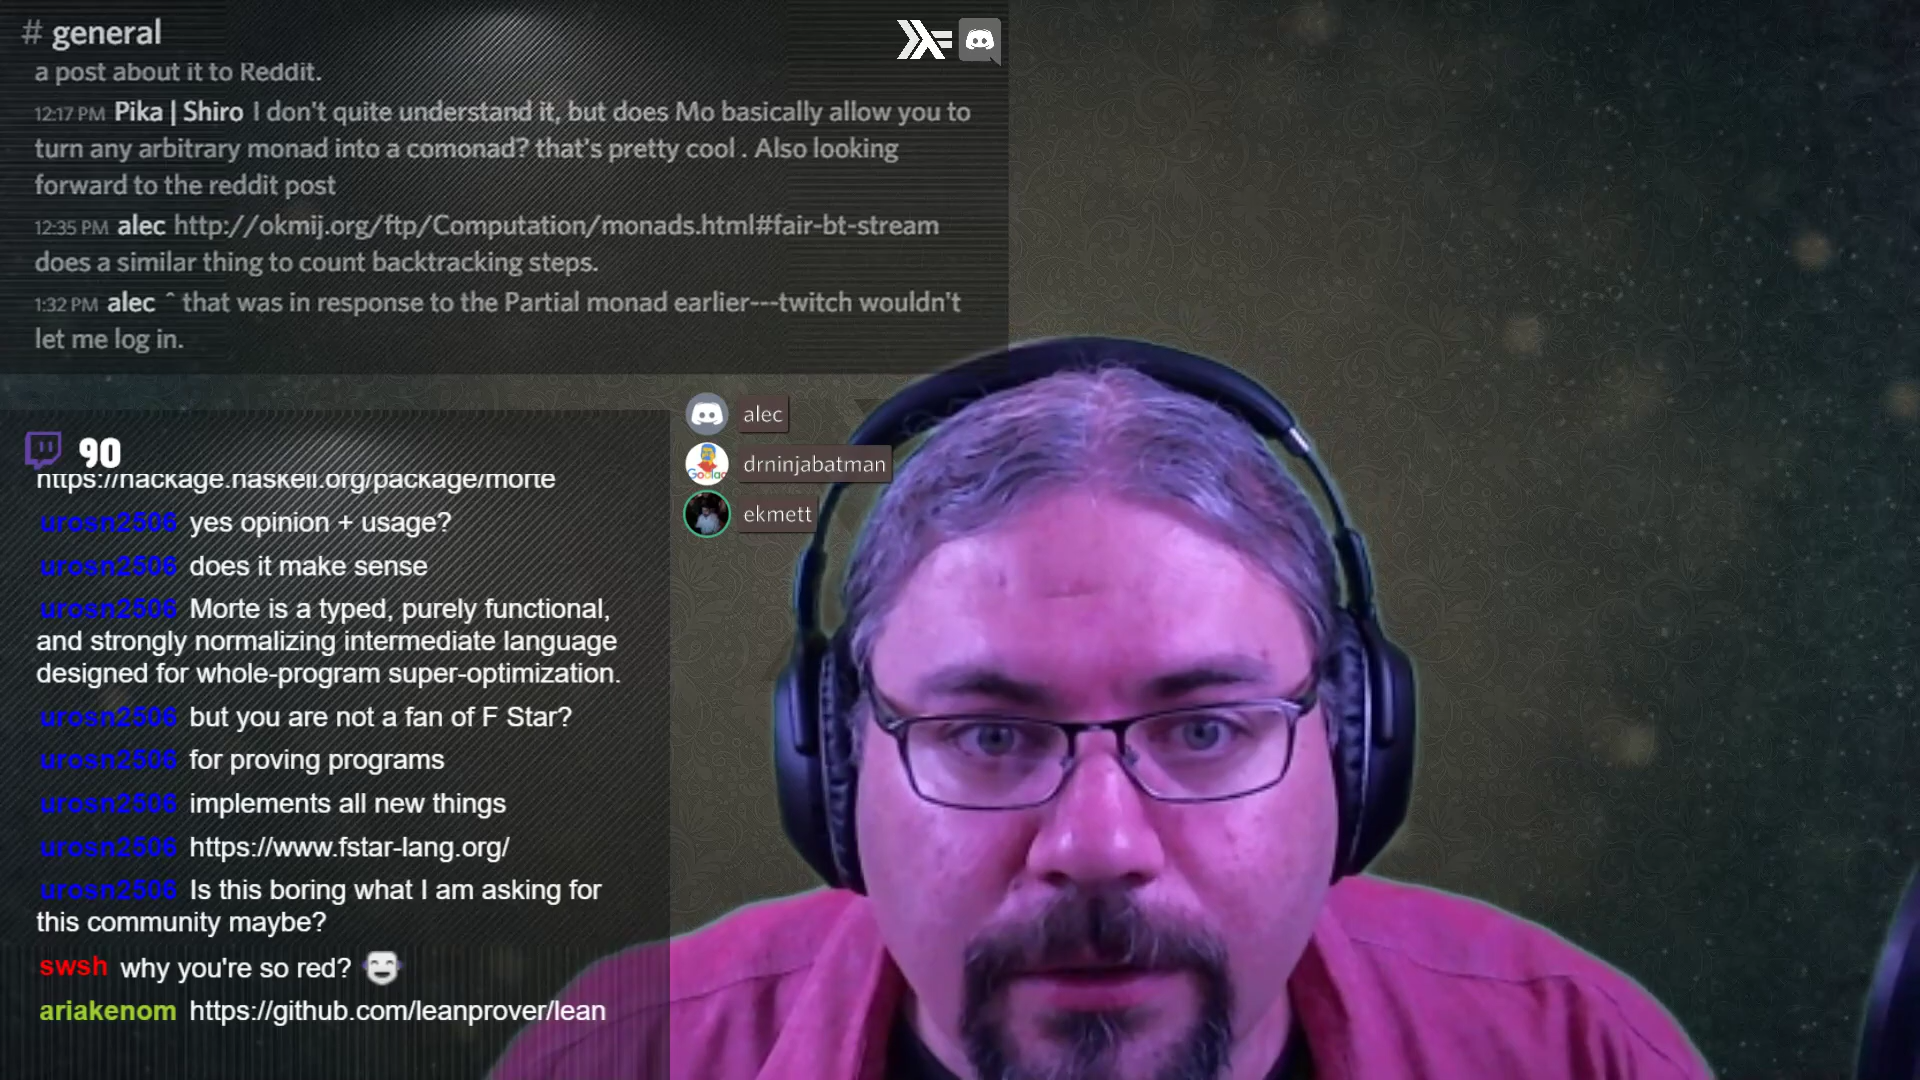 # general
a post about it to Reddit.
12:17 PM Pika | Shiro I don't quite understand it, but does Mo basically allow you to
turn any arbitrary monad into a comonad? that's pretty cool . Also looking
forward to the reddit post
12:35 PM alec http://okmij.org/ftp/Computation/monads.html#fair-bt-stream
does a similar thing to count backtracking steps.
1:32 PM alec ^ that was in response to the Partial monad earlier---twitch wouldn't
let me log in.
alec
drninjabatman
ekmett
90
https://hackage.haskell.org/package/morte
urosn2506 yes opinion + usage?
urosn2506 does it make sense
urosn2506 Morte is a typed, purely functional,
and strongly normalizing intermediate language
designed for whole-program super-optimization.
urosn2506 but you are not a fan of F Star?
urosn2506 for proving programs
urosn2506 implements all new things
urosn2506 https://www.fstar-lang.org/
urosn2506 Is this boring what I am asking for
this community maybe?
swsh why you're so red?
ariakenom https://github.com/leanprover/lean